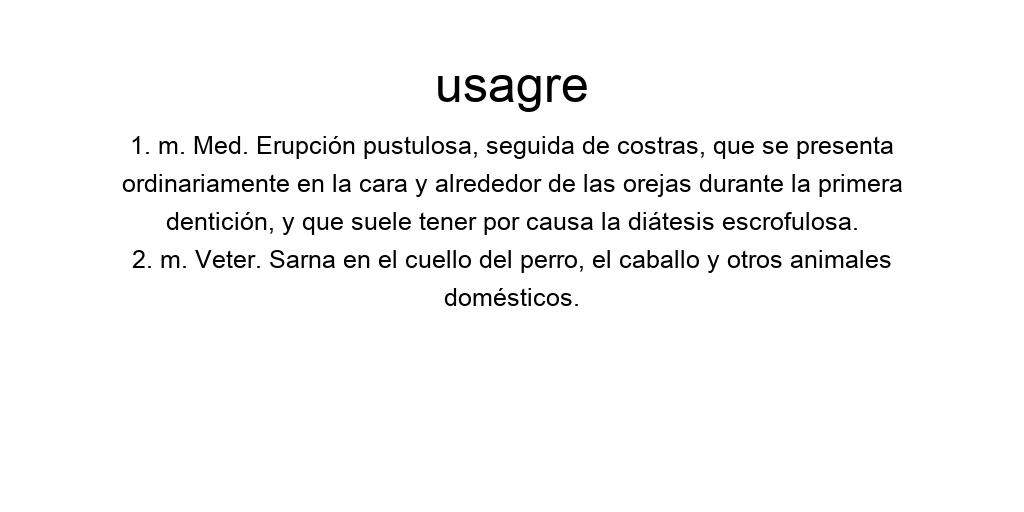 usagre
1. m. Med. Erupción pustulosa, seguida de costras, que se presenta
ordinariamente en la cara y alrededor de las orejas durante la primera
dentición, y que suele tener por causa la diátesis escrofulosa.
2. m. Veter. Sarna en el cuello del perro, el caballo y otros animales
domésticos.